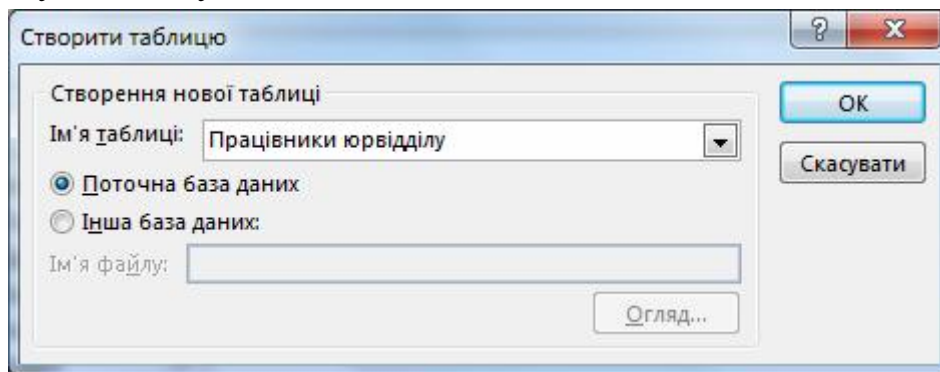 Створити таблицю
Створення нової таблиці
Ім'я таблиці: Працівники юрвідділу
Поточна база даних
Інша база даних:
Ім'я файлу:
Огляд...
ОК
Скасувати